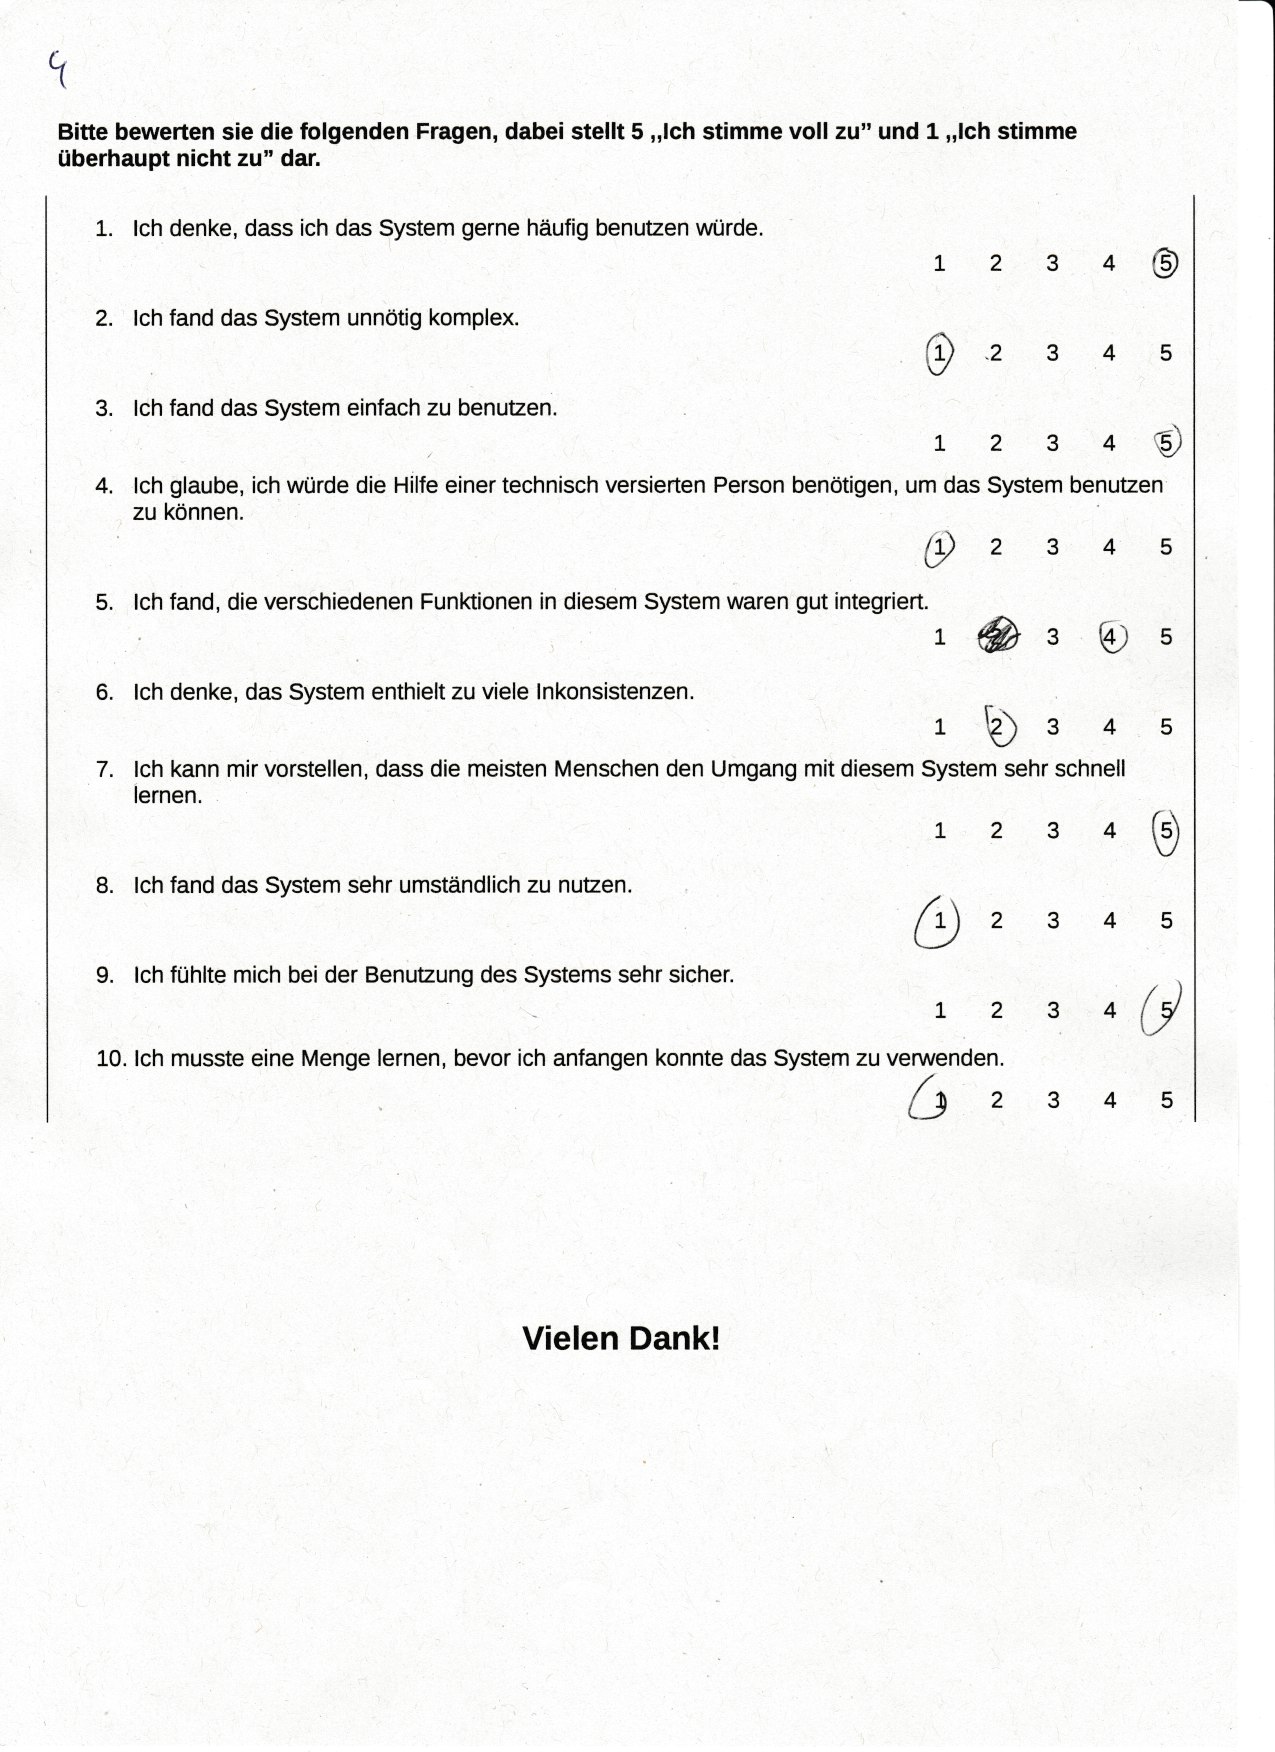 Bitte bewerten sie die folgenden Fragen, dabei stellt 5 ,,Ich stimme voll zu” und 1 ,,Ich stimme
überhaupt nicht zu” dar.
1. Ich denke, dass ich das System gerne häufig benutzen würde.
1 2 3 4 5
2. Ich fand das System unnötig komplex.
1 2 3 4 5
3. Ich fand das System einfach zu benutzen.
1 2 3 4 5
4. Ich glaube, ich würde die Hilfe einer technisch versierten Person benötigen, um das System benutzen
zu können.
1 2 3 4 5
5. Ich fand, die verschiedenen Funktionen in diesem System waren gut integriert.
1 3 4 5
6. Ich denke, das System enthielt zu viele Inkonsistenzen.
1 2 3 4 5
7. Ich kann mir vorstellen, dass die meisten Menschen den Umgang mit diesem System sehr schnell
lernen.
1 2 3 4 5
8. Ich fand das System sehr umständlich zu nutzen.
1 2 3 4 5
9. Ich fühlte mich bei der Benutzung des Systems sehr sicher.
1 2 3 4 5
10. Ich musste eine Menge lernen, bevor ich anfangen konnte das System zu verwenden.
1 2 3 4 5
Vielen Dank!